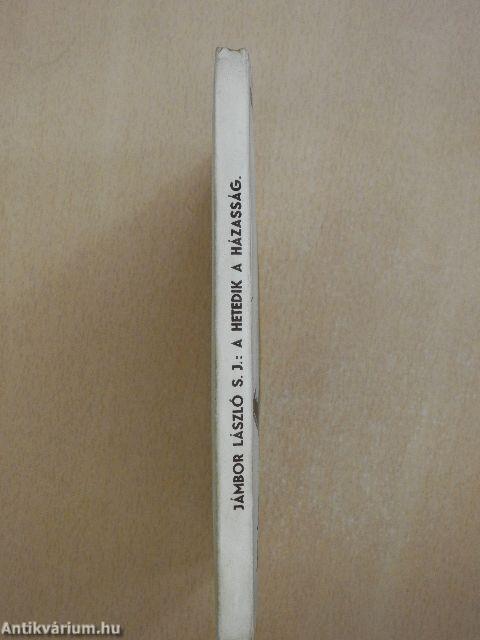 JÁMBOR LÁSZLÓ S. J.: A HETEDIK A HÁZASSÁG.
Antikvárium.hu